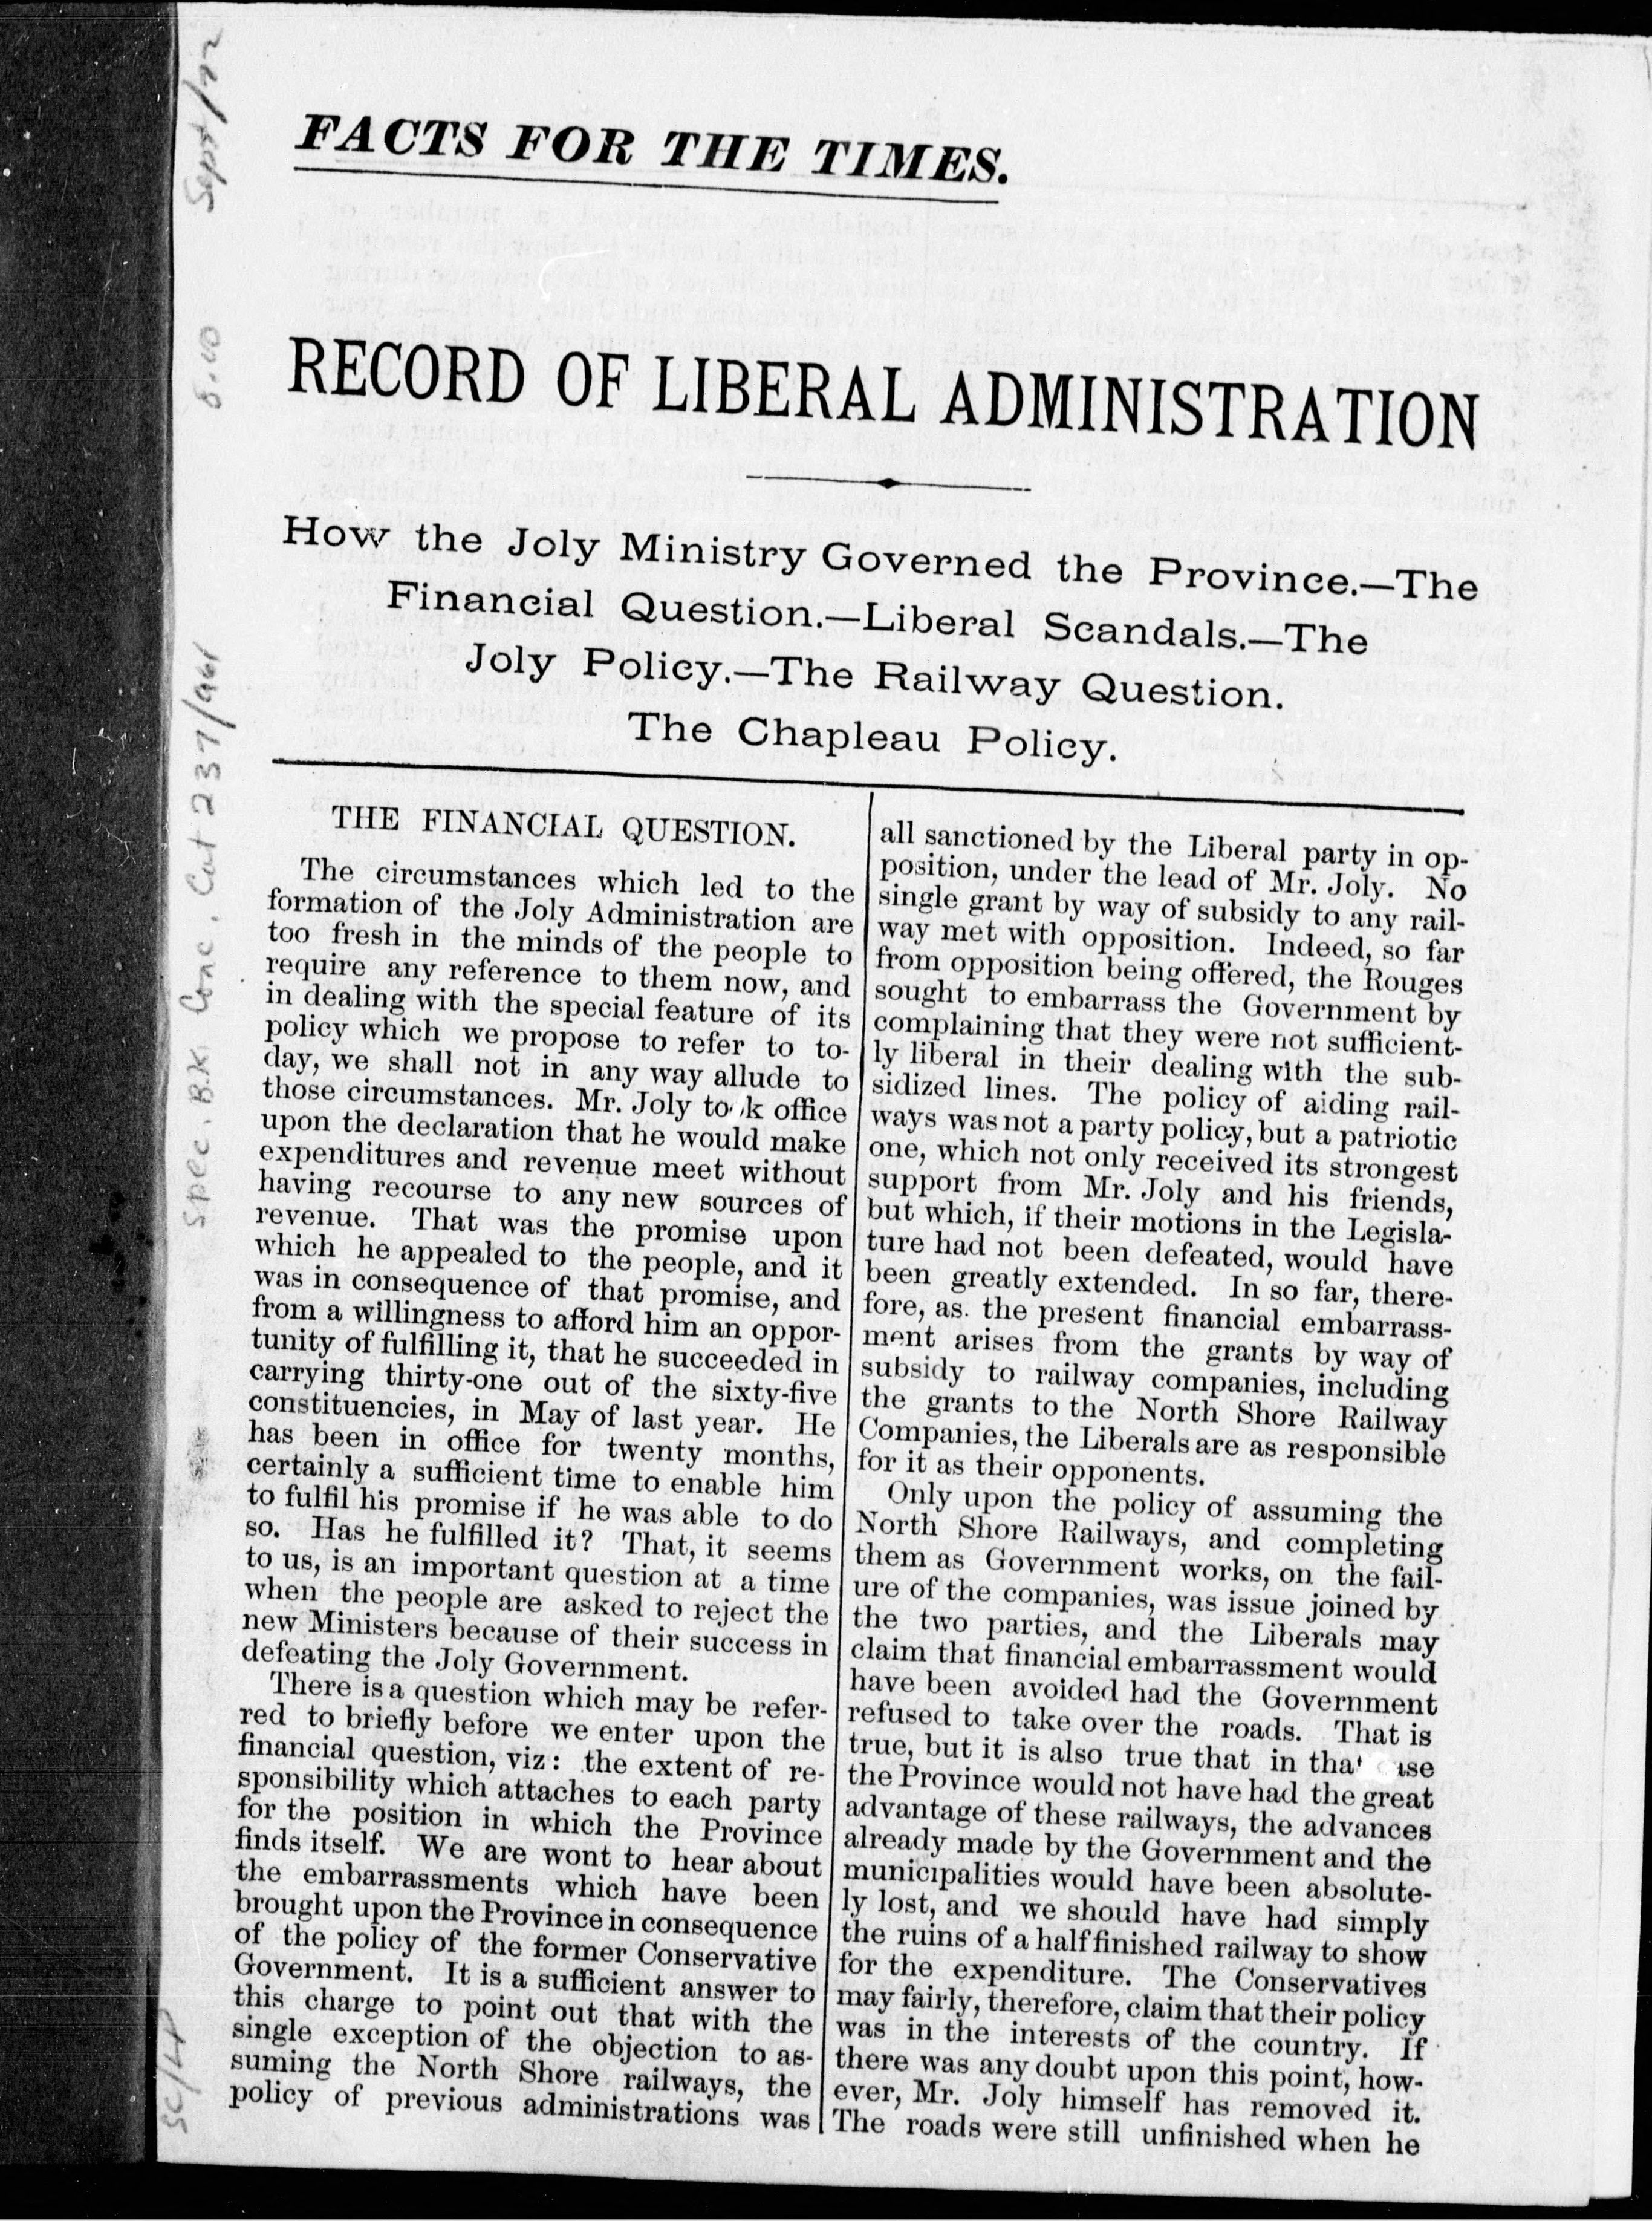 FACTS FOR THE TIMES.
RECORD OF LIBERAL ADMINISTRATION
How the Joly Ministry Governed the Province.—The
Financial Question.—Liberal Scandals.—The
Joly Policy.—The Railway Question.
The Chapleau Policy.
THE FINANCIAL QUESTION.
The circumstances which led to the
formation of the Joly Administration are
too fresh in the minds of the people to
require any reference to them now, and
in dealing with the special feature of its
policy which we propose to refer to to-
day, we shall not in any way allude to
those circumstances. Mr. Joly to k office
upon the declaration that he would make
expenditures and revenue meet without
having recourse to any new sources of
revenue. That was the promise upon
which he appealed to the people, and it
was in consequence of that promise, and
from a willingness to afford him an oppor-
tunity of fulfilling it, that he succeeded in
carrying thirty-one out of the sixty-five
constituencies, in May of last year. He
has been in office for twenty months,
certainly a sufficient time to enable him
to fulfil his promise if he was able to do
so. Has he fulfilled it? That, it seems
to us, is an important question at a time
when the people are asked to reject the
new Ministers because of their success in
defeating the Joly Government.
There is a question which may be refer-
red to briefly before we enter upon the
financial question, viz: the extent of re-
sponsibility which attaches to each party
for the position in which the Province
finds itself. We are wont to hear about
the embarrassments which have been
brought upon the Province in consequence
of the policy of the former Conservative
Government. It is a sufficient answer to
this charge to point out that with the
single exception of the objection to as-
suming the North Shore railways, the
policy of previous administrations was
all sanctioned by the Liberal party in op-
position, under the lead of Mr. Joly. No
single grant by way of subsidy to any rail-
way met with opposition. Indeed, so far
from opposition being offered, the Rouges
sought to embarrass the Government by
complaining that they were not sufficient-
ly liberal in their dealing with the sub-
sidized lines. The policy of aiding rail-
ways was not a party policy, but a patriotic
one, which not only received its strongest
support from Mr. Joly and his friends,
but which, if their motions in the Legisla-
ture had not been defeated, would have
been greatly extended. In so far, there-
fore, as. the present financial embarrass-
ment arises from the grants by way of
subsidy to railway companies, including
the grants to the North Shore Railway
Companies, the Liberals are as responsible
for it as their opponents.
Only upon the policy of assuming the
North Shore Railways, and completing
them as Government works, on the fail-
ure of the companies, was issue joined by
the two parties, and the Liberals may
claim that financial embarrassment would
have been avoided had the Government
refused to take over the roads. That is
true, but it is also true that in tha
the Province would not have had the great
advantage of these railways, the advances
already made by the Government and the
municipalities would have been absolute-
ly lost, and we should have had simply
the ruins of a half finished railway to show
for the expenditure. The Conservatives
may fairly, therefore, claim that their policy
was in the interests of the country. If
there was any doubt upon this point, how-
ever, Mr. Joly himself has removed it.
The roads were still unfinished when he
Sept/72
8.00
Spec. B.K. Conc. Cat 237/
SC/LP